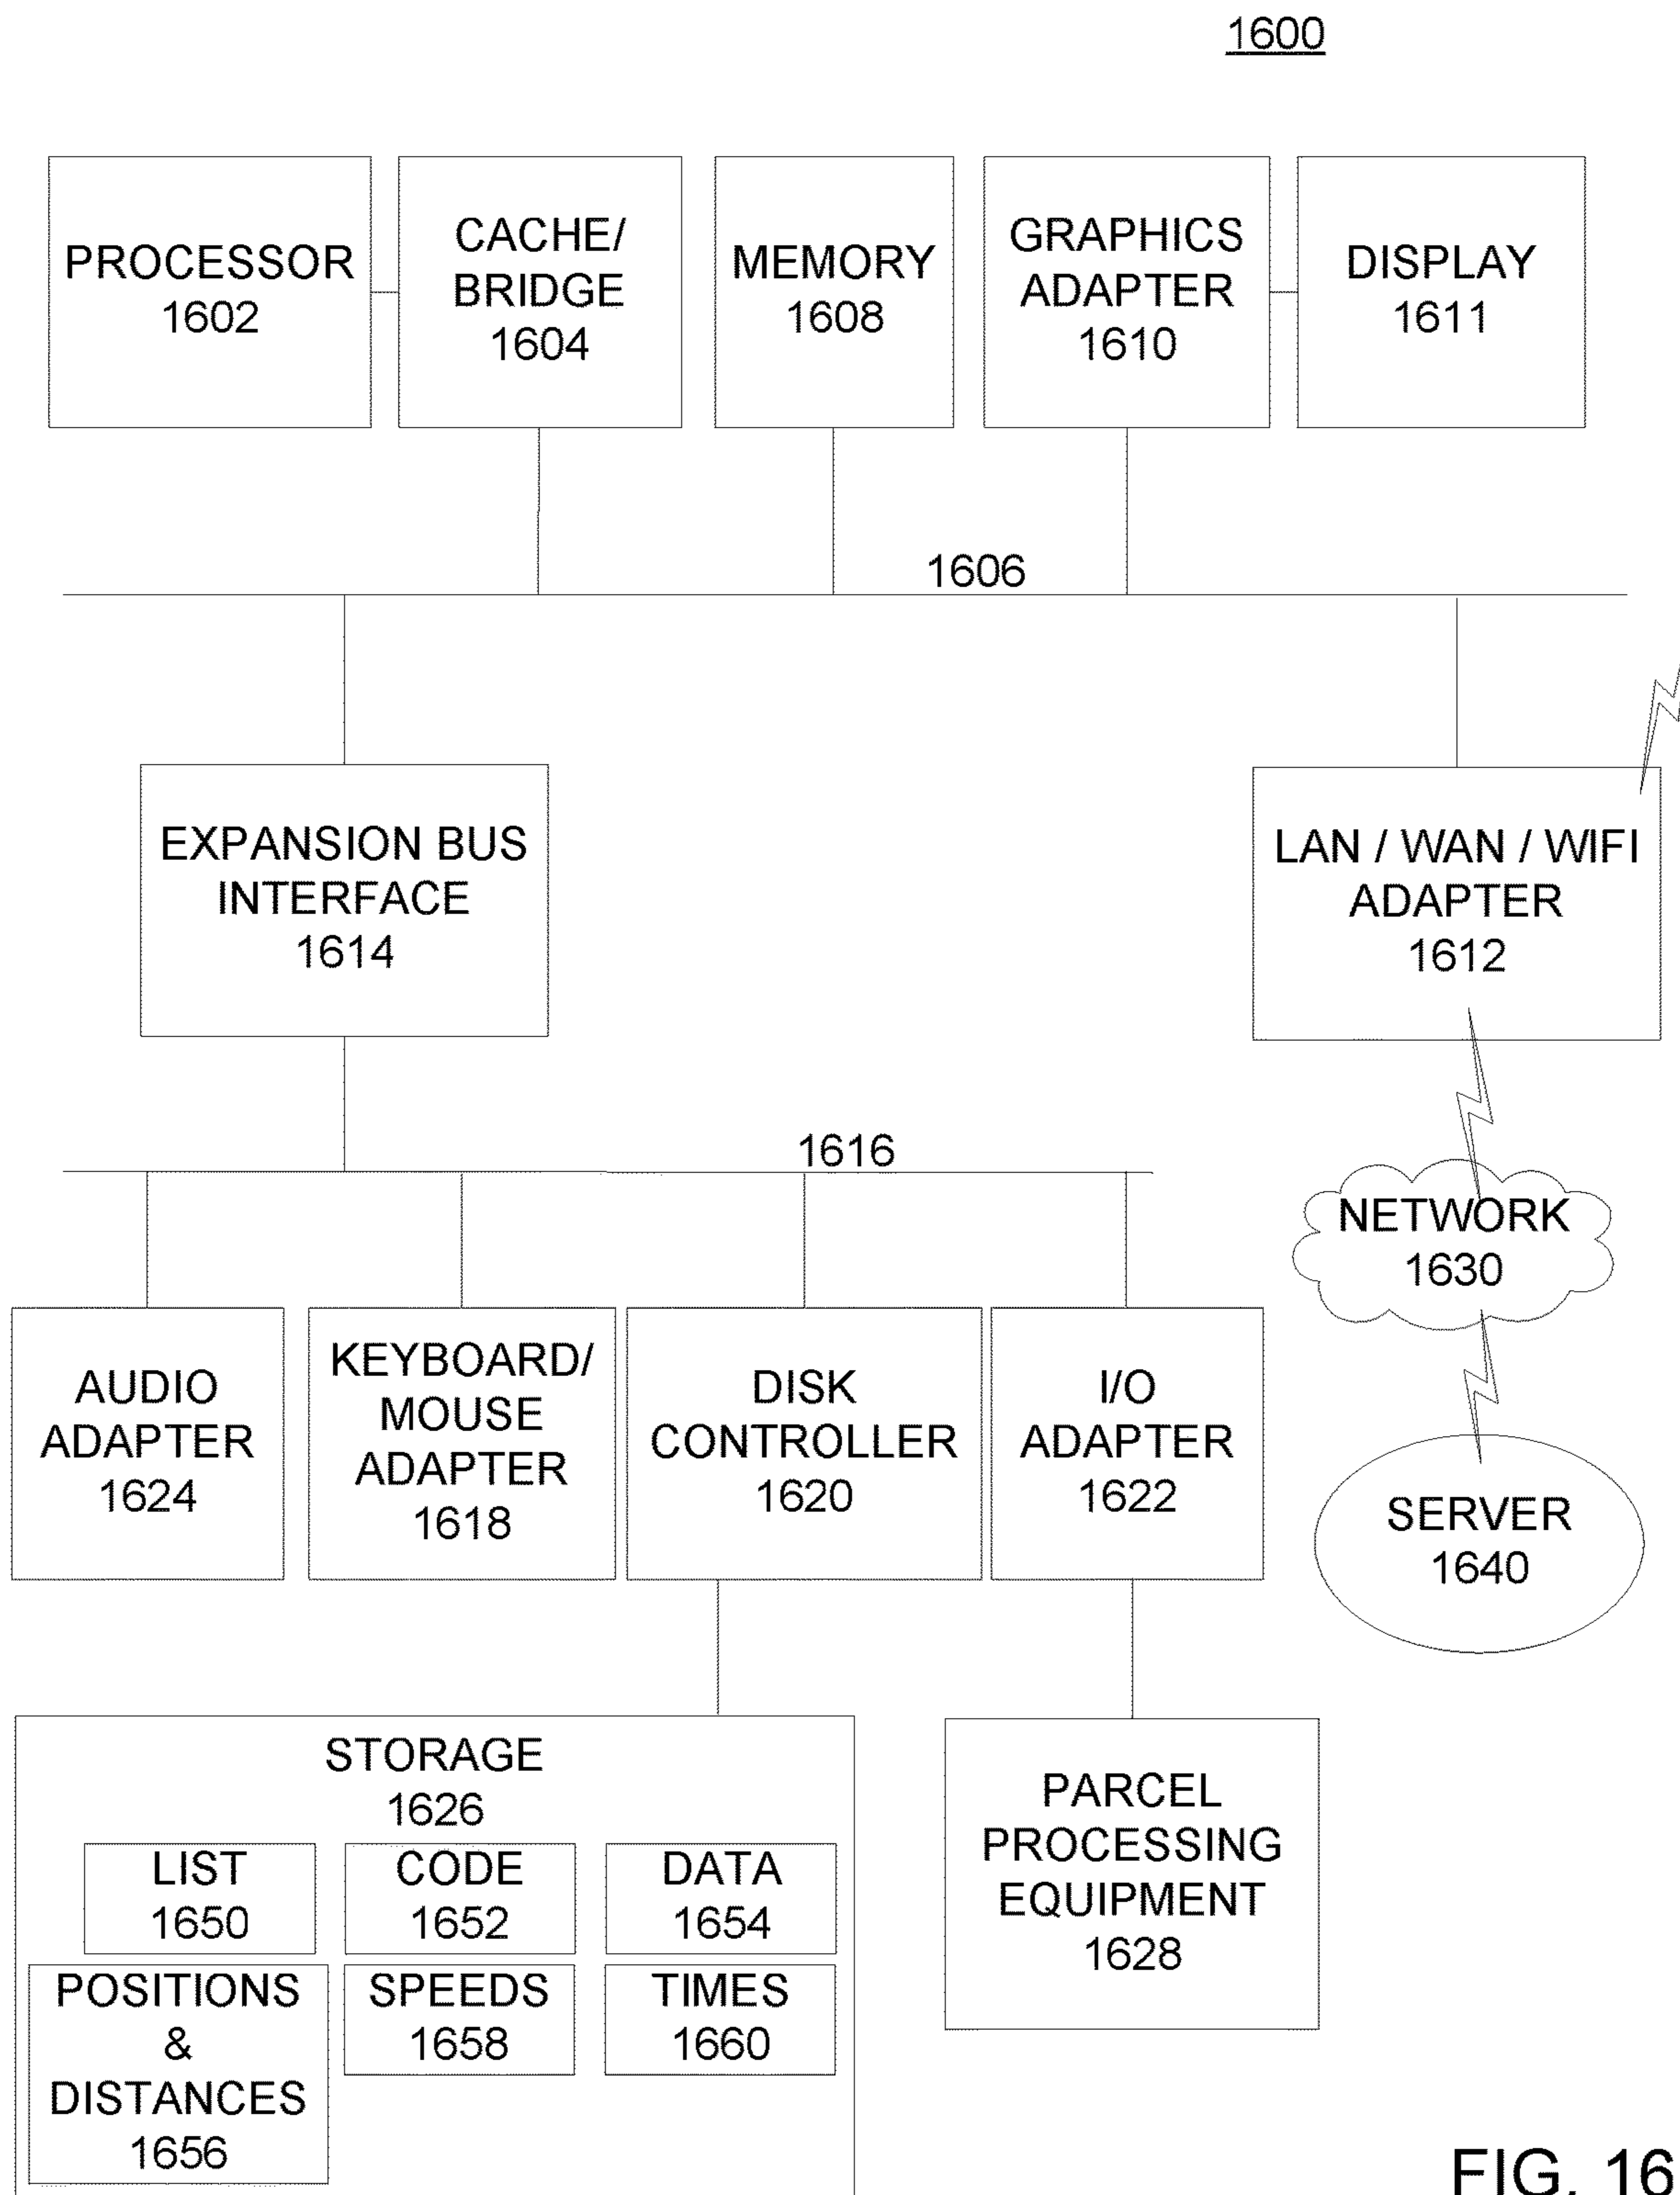 1600
PROCESSOR
1602
CACHE/
BRIDGE
1604
MEMORY
1608
GRAPHICS
ADAPTER
1610
DISPLAY
1611
1606
EXPANSION BUS
INTERFACE
1614
LAN / WAN / WIFI
ADAPTER
1612
1616
NETWORK
1630
AUDIO
ADAPTER
1624
KEYBOARD/
MOUSE
ADAPTER
1618
DISK
CONTROLLER
1620
I/O
ADAPTER
1622
SERVER
1640
STORAGE
1626
LIST
1650
CODE
1652
DATA
1654
POSITIONS
&
DISTANCES
1656
SPEEDS
1658
TIMES
1660
PARCEL
PROCESSING
EQUIPMENT
1628
FIG. 16